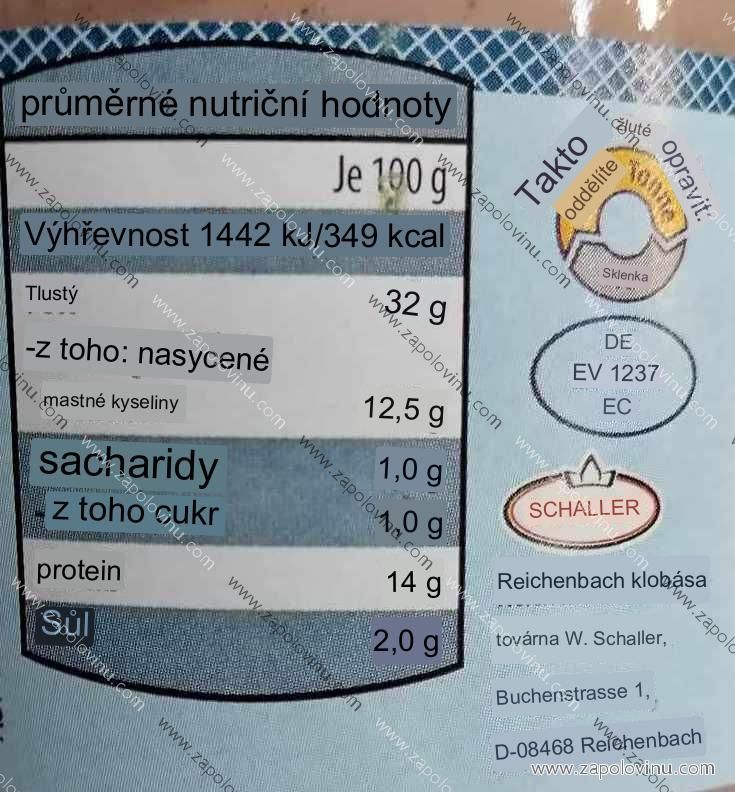 průměrné nutriční hodnoty
Je 100 g
Výhřevnost 1442 kJ/349 kcal
Tlustý 32 g
-z toho: nasycené
mastné kyseliny 12,5 g
sacharidy 1,0 g
- z toho cukr 1,0 g
protein 14 g
Sůl 2,0 g
Takto žluté opravit
oddělite Tonne
Sklenka
DE
EV 1237
EC
SCHALLER
Reichenbach klobása
továrna W. Schaller,
Buchenstrasse 1,
D-08468 Reichenbach
www.zapolovinu.com